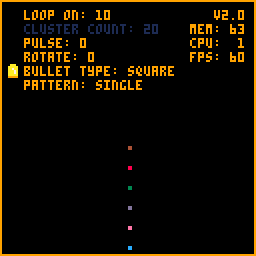 LOOP ON: 10 V2.0
CLUSTER COUNT: 20 MEM: 63
PULSE: 0 CPU: 1
ROTATE: 0 FPS: 60
BULLET TYPE: SQUARE
PATTERN: SINGLE